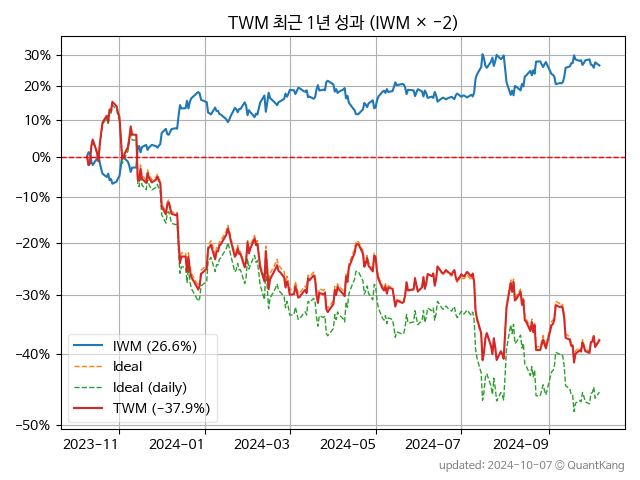 TWM 최근 1년 성과 (IWM × −2)
30%
20%
10%
0%
−10%
−20%
−30%
−40%
−50%
IWM (26.6%)
Ideal
Ideal (daily)
TWM (−37.9%)
2023-11
2024-01
2024-03
2024-05
2024-07
2024-09
updated: 2024-10-07 © QuantKang